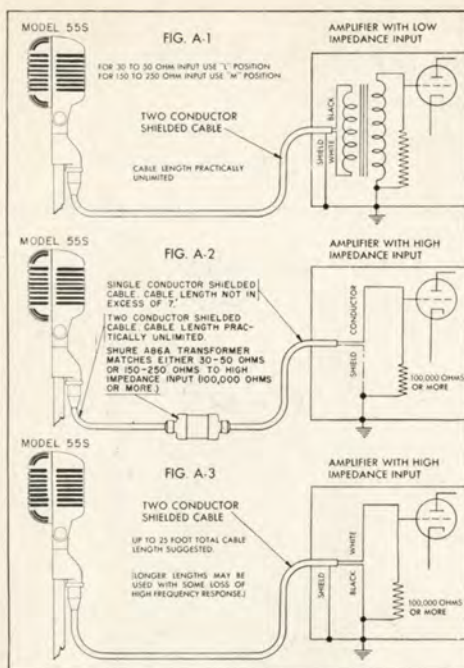 MODEL 55S
FIG. A-1
AMPLIFIER WITH LOW
IMPEDANCE INPUT
FOR 30 TO 50 OHM INPUT USE "L" POSITION
FOR 150 TO 250 OHM INPUT USE "M" POSITION
TWO CONDUCTOR
SHIELDED CABLE
CABLE LENGTH PRACTICALLY
UNLIMITED
BLACK
SHIELD
WHITE
MODEL 55S
FIG. A-2
AMPLIFIER WITH HIGH
IMPEDANCE INPUT
SINGLE CONDUCTOR SHIELDED
CABLE. CABLE LENGTH NOT IN
EXCESS OF 7.'
TWO CONDUCTOR SHIELDED
CABLE. CABLE LENGTH PRAC-
TICALLY UNLIMITED.
SHURE A86A TRANSFORMER
MATCHES EITHER 30-50 OHMS
OR 150-250 OHMS TO HIGH
IMPEDANCE INPUT (100,000 OHMS
OR MORE.)
CONDUCTOR
SHIELD
100,000 OHMS
OR MORE
MODEL 55S
FIG. A-3
AMPLIFIER WITH HIGH
IMPEDANCE INPUT
TWO CONDUCTOR
SHIELDED CABLE
UP TO 25 FOOT TOTAL CABLE
LENGTH SUGGESTED.
(LONGER LENGTHS MAY BE
USED WITH SOME LOSS OF
HIGH FREQUENCY RESPONSE.)
WHITE
SHIELD
BLACK
100,000 OHMS
OR MORE